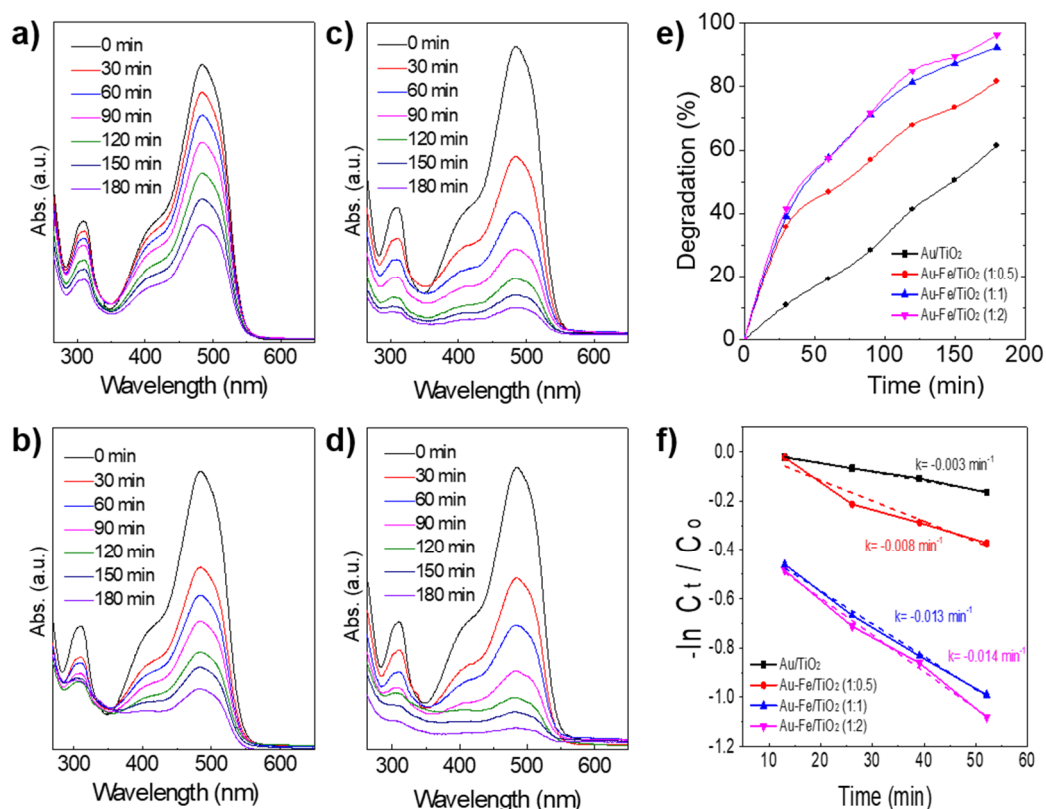 a)
0 min
30 min
60 min
90 min
120 min
150 min
180 min
Abs. (a.u.)
300 400 500 600
Wavelength (nm)
c)
0 min
30 min
60 min
90 min
120 min
150 min
180 min
Abs. (a.u.)
300 400 500 600
Wavelength (nm)
e)
90
80
70
60
50
40
30
20
10
0
Degradation (%)
Au/TiO₂
Au-Fe/TiO₂ (1:0.5)
Au-Fe/TiO₂ (1:1)
Au-Fe/TiO₂ (1:2)
0 50 100 150 200
Time (min)
b)
0 min
30 min
60 min
90 min
120 min
150 min
180 min
Abs. (a.u.)
300 400 500 600
Wavelength (nm)
d)
0 min
30 min
60 min
90 min
120 min
150 min
180 min
Abs. (a.u.)
300 400 500 600
Wavelength (nm)
f)
0.0
-0.2
-0.4
-0.6
-0.8
-1.0
-1.2
-ln Ct / Co
k= -0.003 min⁻¹
k= -0.008 min⁻¹
k= -0.013 min⁻¹
k= -0.014 min⁻¹
Au/TiO₂
Au-Fe/TiO₂ (1:0.5)
Au-Fe/TiO₂ (1:1)
Au-Fe/TiO₂ (1:2)
10 20 30 40 50 60
Time (min)